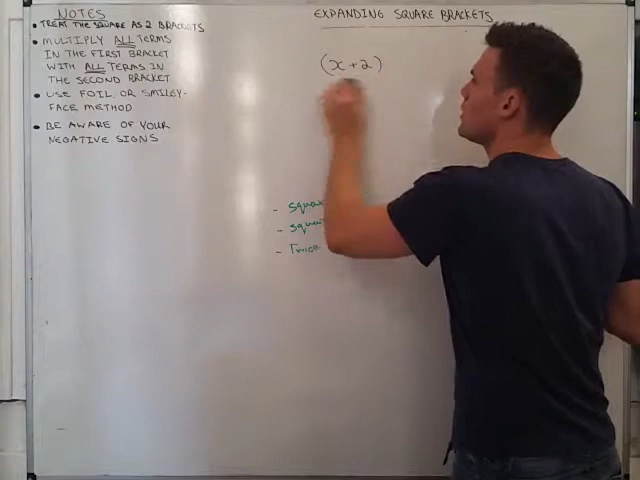 NOTES
• TREAT THE SQUARE AS 2 BRACKETS
• MULTIPLY ALL TERMS
IN THE FIRST BRACKET
WITH ALL TERMS IN
THE SECOND BRACKET
• USE FOIL OR SMILEY-
FACE METHOD
• BE AWARE OF YOUR
NEGATIVE SIGNS
EXPANDING SQUARE BRACKETS
(x+2)
- Twice